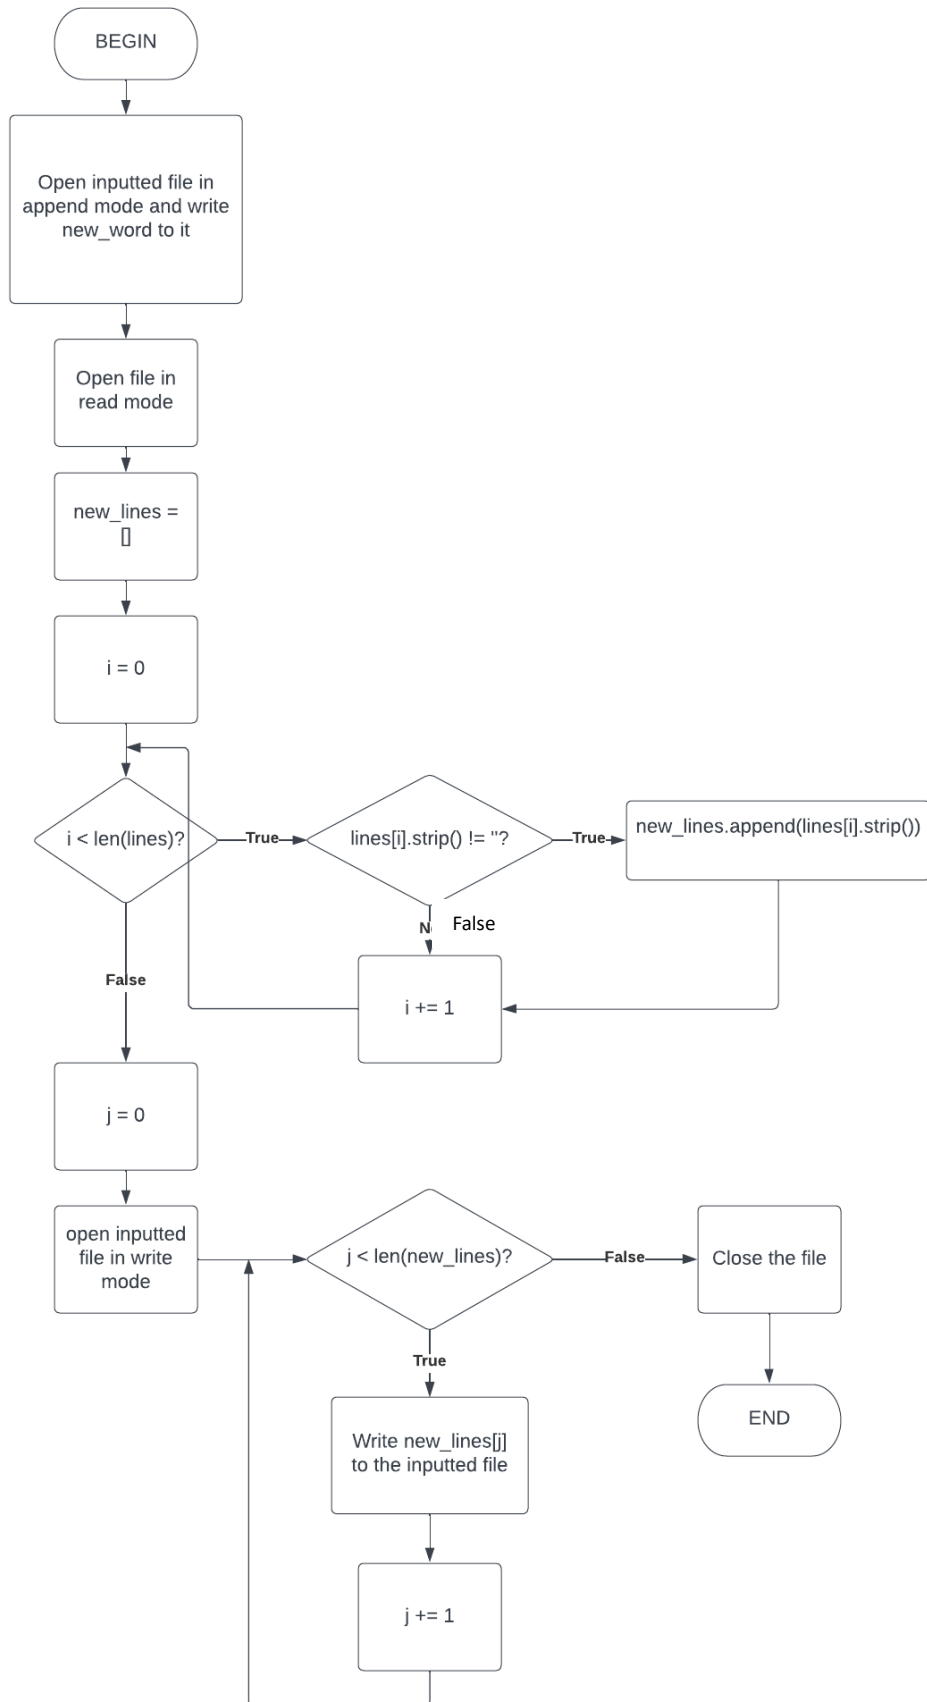 BEGIN
Open inputted file in
append mode and write
new_word to it
Open file in
read mode
new_lines =
[]
i = 0
i < len(lines)?
True
lines[i].strip() != "?
True
new_lines.append(lines[i].strip())
False
i += 1
False
j = 0
open inputted
file in write
mode
j < len(new_lines)?
False
Close the file
True
END
Write new_lines[j]
to the inputted file
j += 1